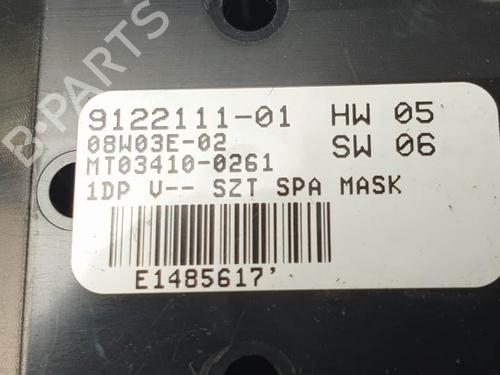 9122111-01 HW 05
08W03E-02 SW 06
MT03410-0261
1DP V-- SZT SPA MASK
E1485617'
B-PARTS